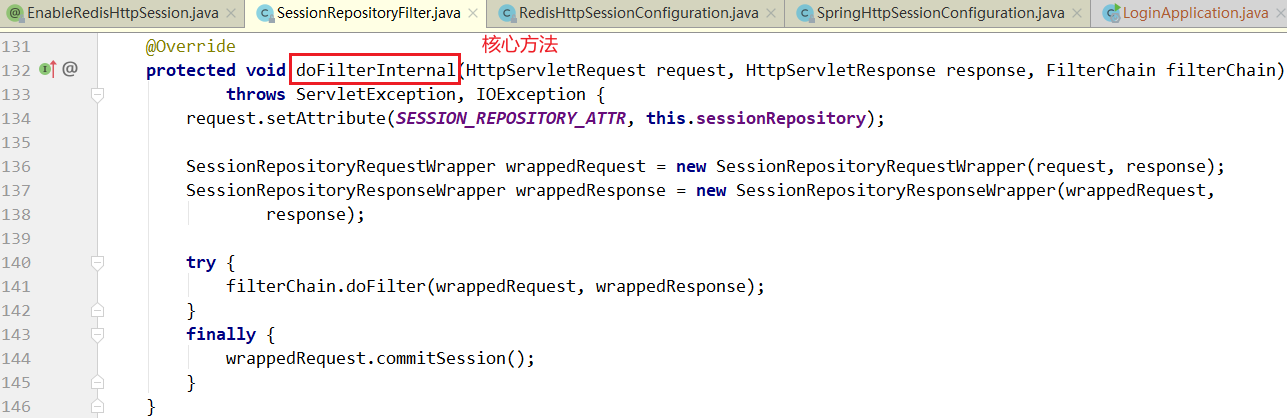 EnableRedisHttpSession.java × SessionRepositoryFilter.java × RedisHttpSessionConfiguration.java × SpringHttpSessionConfiguration.java × LoginApplication.java ×
131 @Override 核心方法
132 @ protected void doFilterInternal(HttpServletRequest request, HttpServletResponse response, FilterChain filterChain)
133 throws ServletException, IOException {
134 request.setAttribute(SESSION_REPOSITORY_ATTR, this.sessionRepository);
135
136 SessionRepositoryRequestWrapper wrappedRequest = new SessionRepositoryRequestWrapper(request, response);
137 SessionRepositoryResponseWrapper wrappedResponse = new SessionRepositoryResponseWrapper(wrappedRequest,
138 response);
139
140 try {
141 filterChain.doFilter(wrappedRequest, wrappedResponse);
142 }
143 finally {
144 wrappedRequest.commitSession();
145 }
146 }